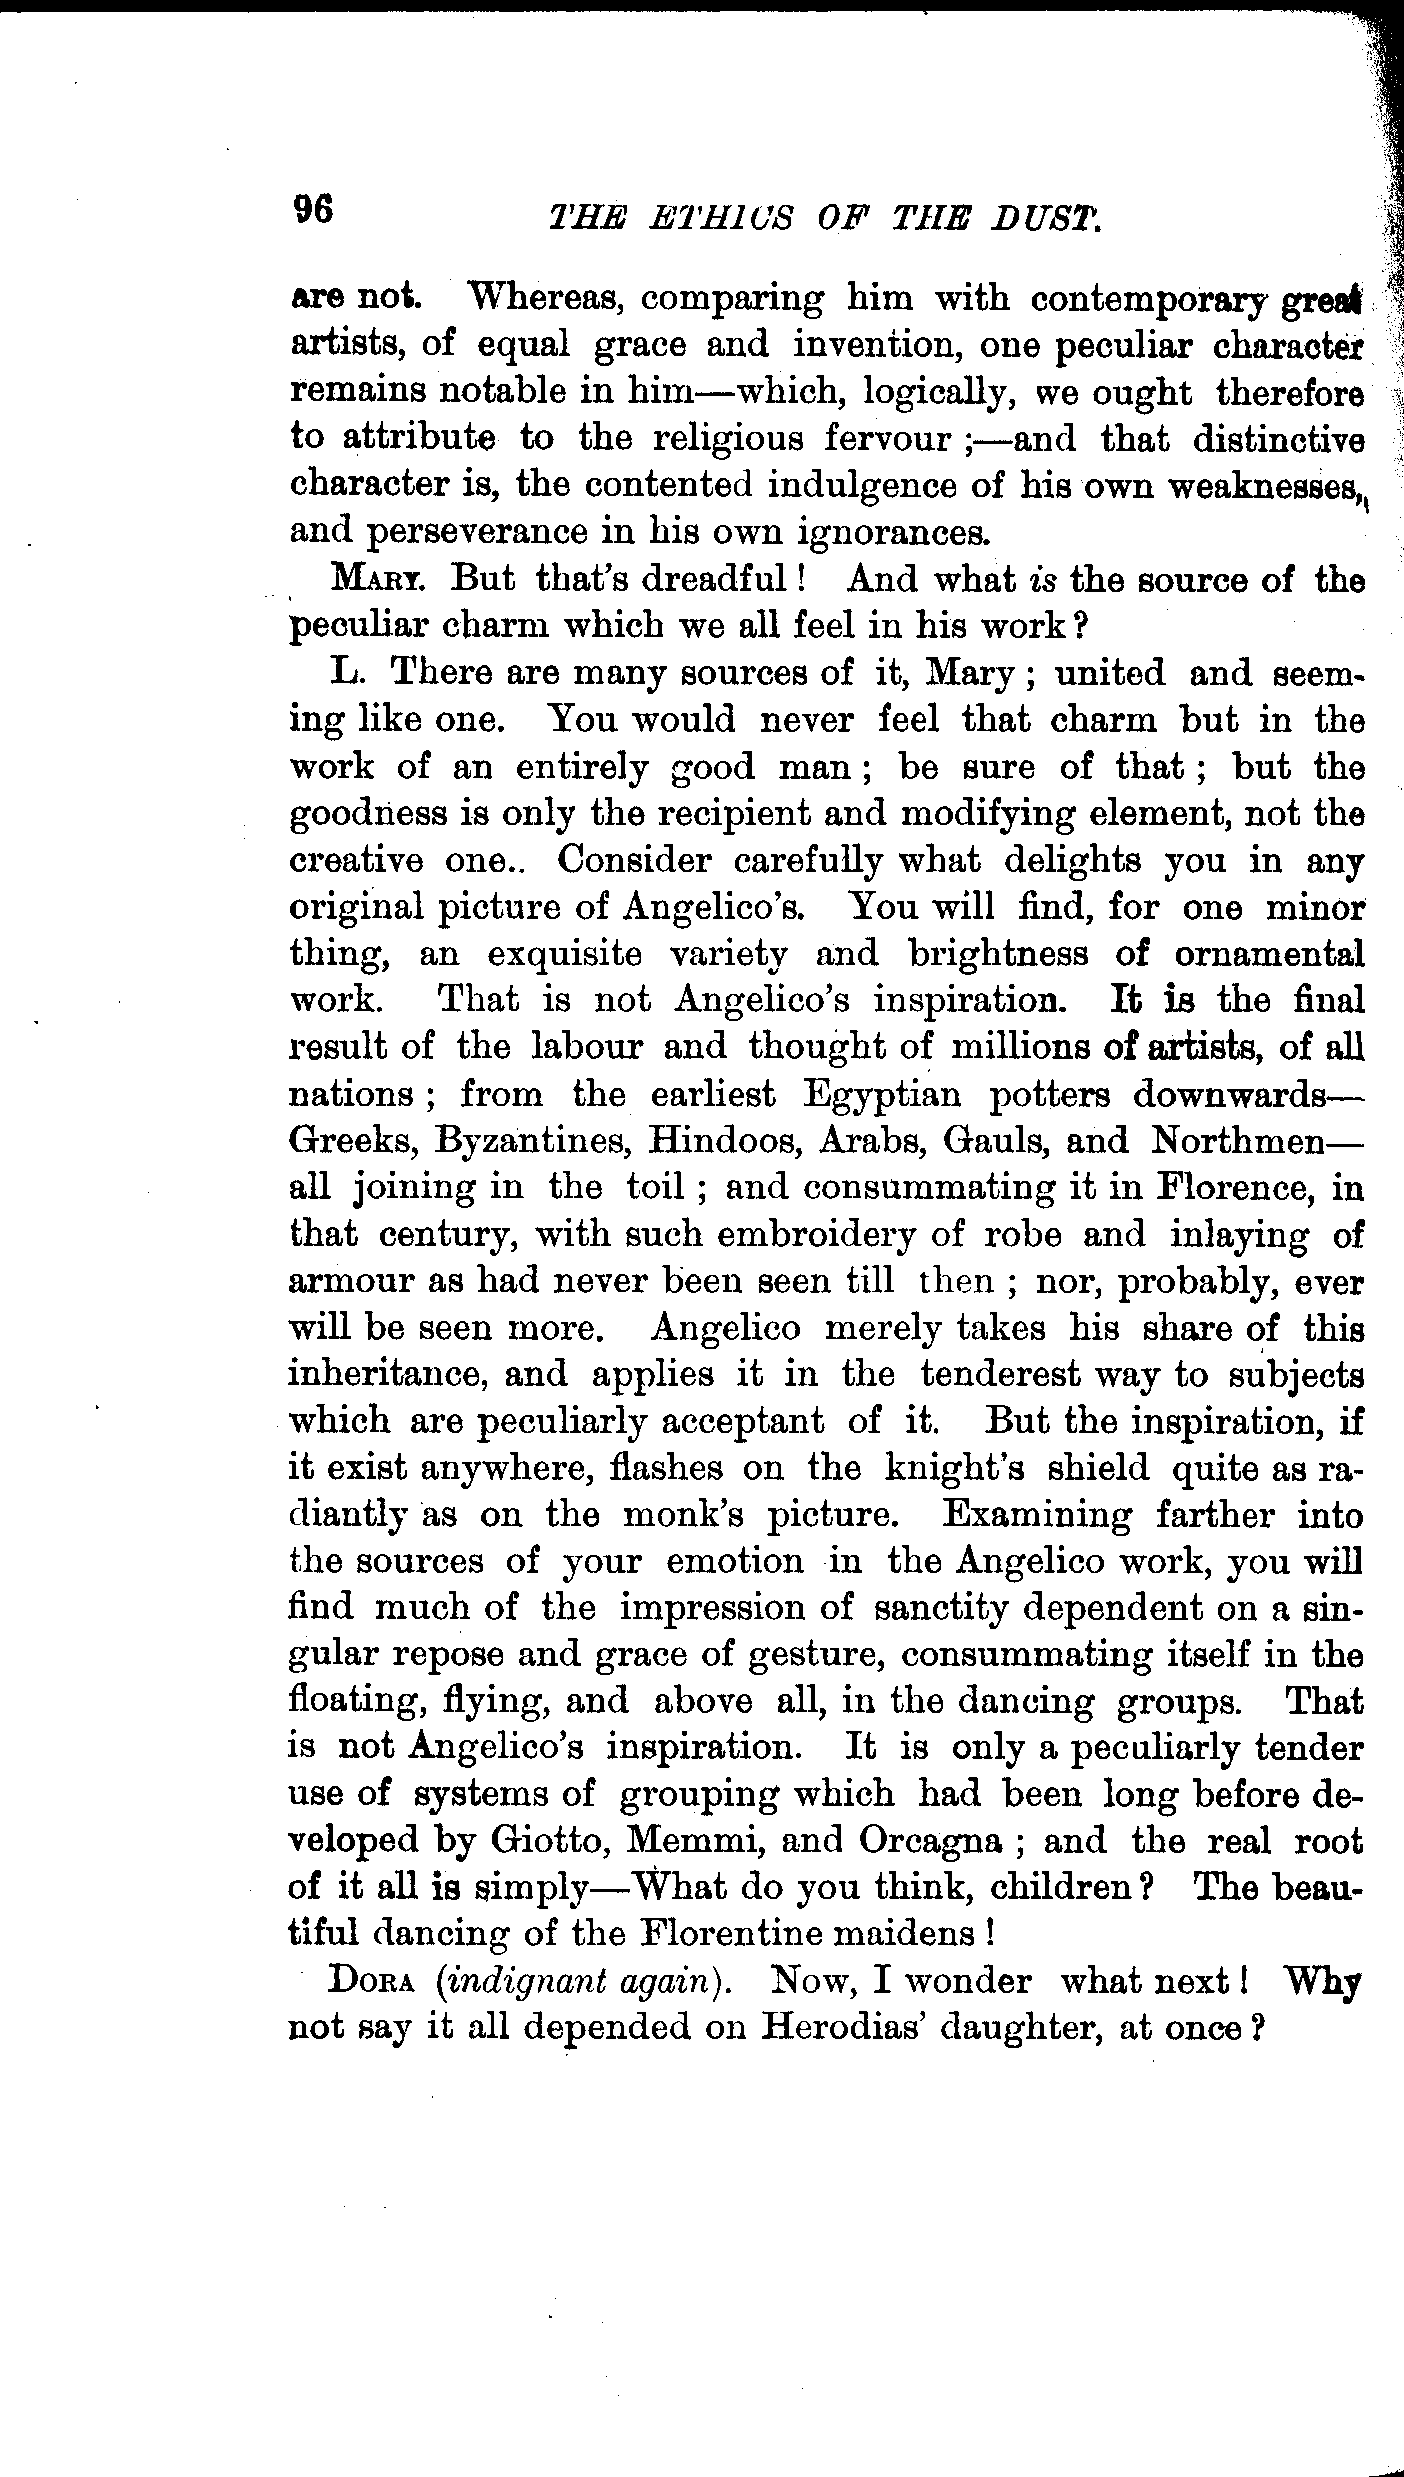 96 THE ETHICS OF THE DUST.
are not. Whereas, comparing him with contemporary great
artists, of equal grace and invention, one peculiar character
remains notable in him—which, logically, we ought therefore
to attribute to the religious fervour ;—and that distinctive
character is, the contented indulgence of his own weaknesses,
and perseverance in his own ignorances.
MARY. But that's dreadful ! And what is the source of the
peculiar charm which we all feel in his work ?
L. There are many sources of it, Mary ; united and seem-
ing like one. You would never feel that charm but in the
work of an entirely good man ; be sure of that ; but the
goodness is only the recipient and modifying element, not the
creative one.. Consider carefully what delights you in any
original picture of Angelico's. You will find, for one minor
thing, an exquisite variety and brightness of ornamental
work. That is not Angelico's inspiration. It is the final
result of the labour and thought of millions of artists, of all
nations ; from the earliest Egyptian potters downwards—
Greeks, Byzantines, Hindoos, Arabs, Gauls, and Northmen—
all joining in the toil ; and consummating it in Florence, in
that century, with such embroidery of robe and inlaying of
armour as had never been seen till then ; nor, probably, ever
will be seen more. Angelico merely takes his share of this
inheritance, and applies it in the tenderest way to subjects
which are peculiarly acceptant of it. But the inspiration, if
it exist anywhere, flashes on the knight's shield quite as ra-
diantly as on the monk's picture. Examining farther into
the sources of your emotion in the Angelico work, you will
find much of the impression of sanctity dependent on a sin-
gular repose and grace of gesture, consummating itself in the
floating, flying, and above all, in the dancing groups. That
is not Angelico's inspiration. It is only a peculiarly tender
use of systems of grouping which had been long before de-
veloped by Giotto, Memmi, and Orcagna ; and the real root
of it all is simply—What do you think, children ? The beau-
tiful dancing of the Florentine maidens !
DORA (indignant again). Now, I wonder what next ! Why
not say it all depended on Herodias' daughter, at once ?